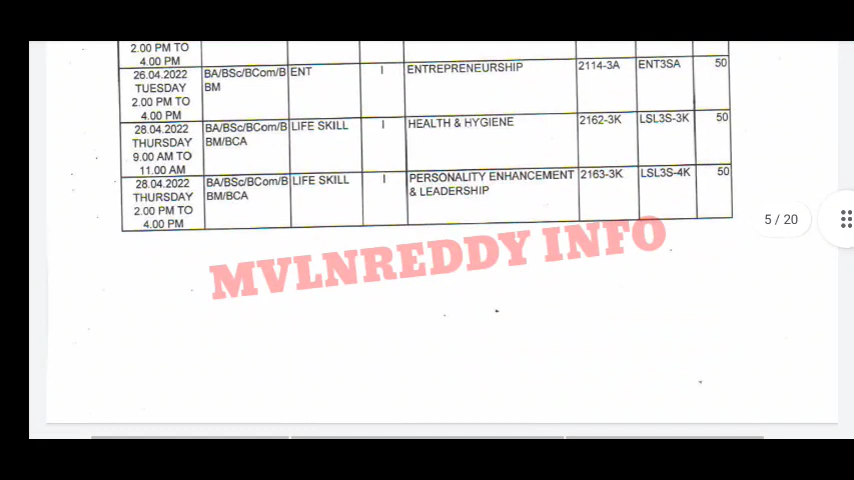 2.00 PM TO
4.00 PM
26.04.2022 BA/BSc/BCom/B ENT I ENTREPRENEURSHIP 2114-3A ENT3SA 50
TUESDAY BM
2.00 PM TO
4.00 PM
28.04.2022 BA/BSc/BCom/B LIFE SKILL I HEALTH & HYGIENE 2162-3K LSL3S-3K 50
THURSDAY BM/BCA
9.00 AM TO
11.00 AM
28.04.2022 BA/BSc/BCom/B LIFE SKILL I PERSONALITY ENHANCEMENT 2163-3K LSL3S-4K 50
THURSDAY BM/BCA & LEADERSHIP
2.00 PM TO
4.00 PM
5 / 20
MVLNREDDY INFO